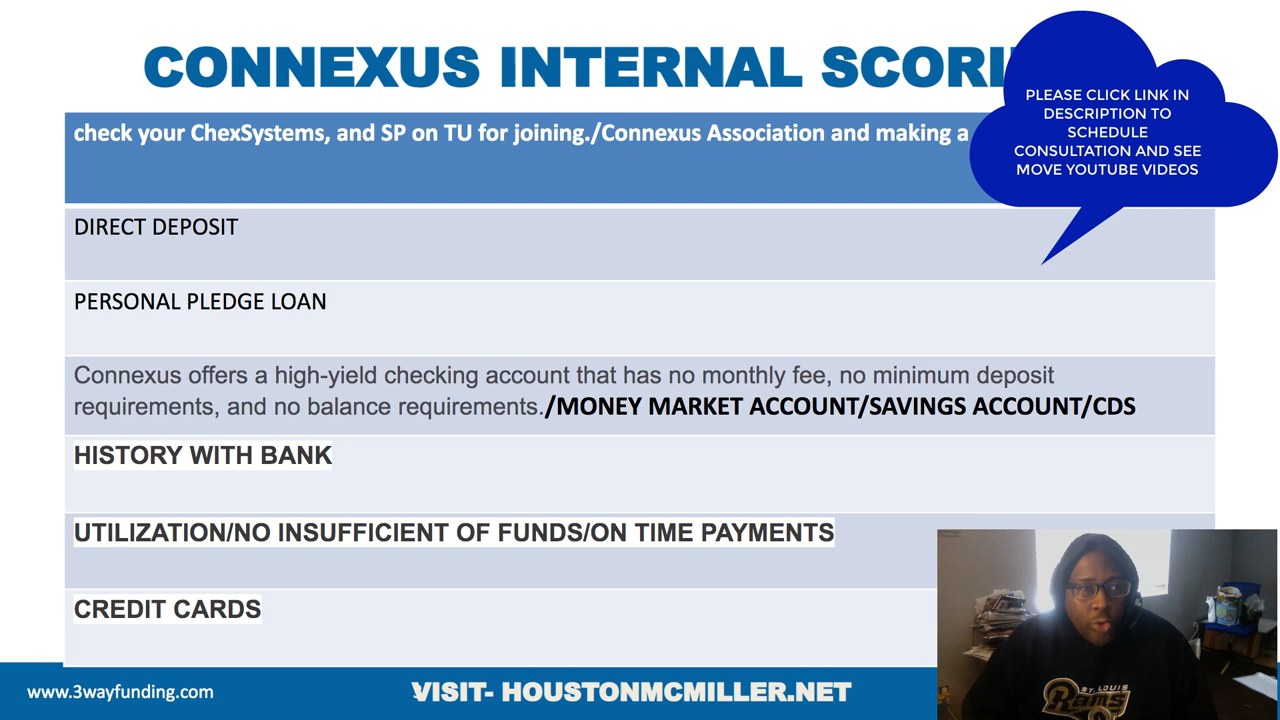 CONNEXUS INTERNAL SCORI
PLEASE CLICK LINK IN
DESCRIPTION TO
SCHEDULE
CONSULTATION AND SEE
MOVE YOUTUBE VIDEOS
check your ChexSystems, and SP on TU for joining./Connexus Association and making a
DIRECT DEPOSIT
PERSONAL PLEDGE LOAN
Connexus offers a high-yield checking account that has no monthly fee, no minimum deposit
requirements, and no balance requirements./MONEY MARKET ACCOUNT/SAVINGS ACCOUNT/CDS
HISTORY WITH BANK
UTILIZATION/NO INSUFFICIENT OF FUNDS/ON TIME PAYMENTS
CREDIT CARDS
ST. LOUIS
Rams
www.3wayfunding.com
VISIT- HOUSTONMCMILLER.NET